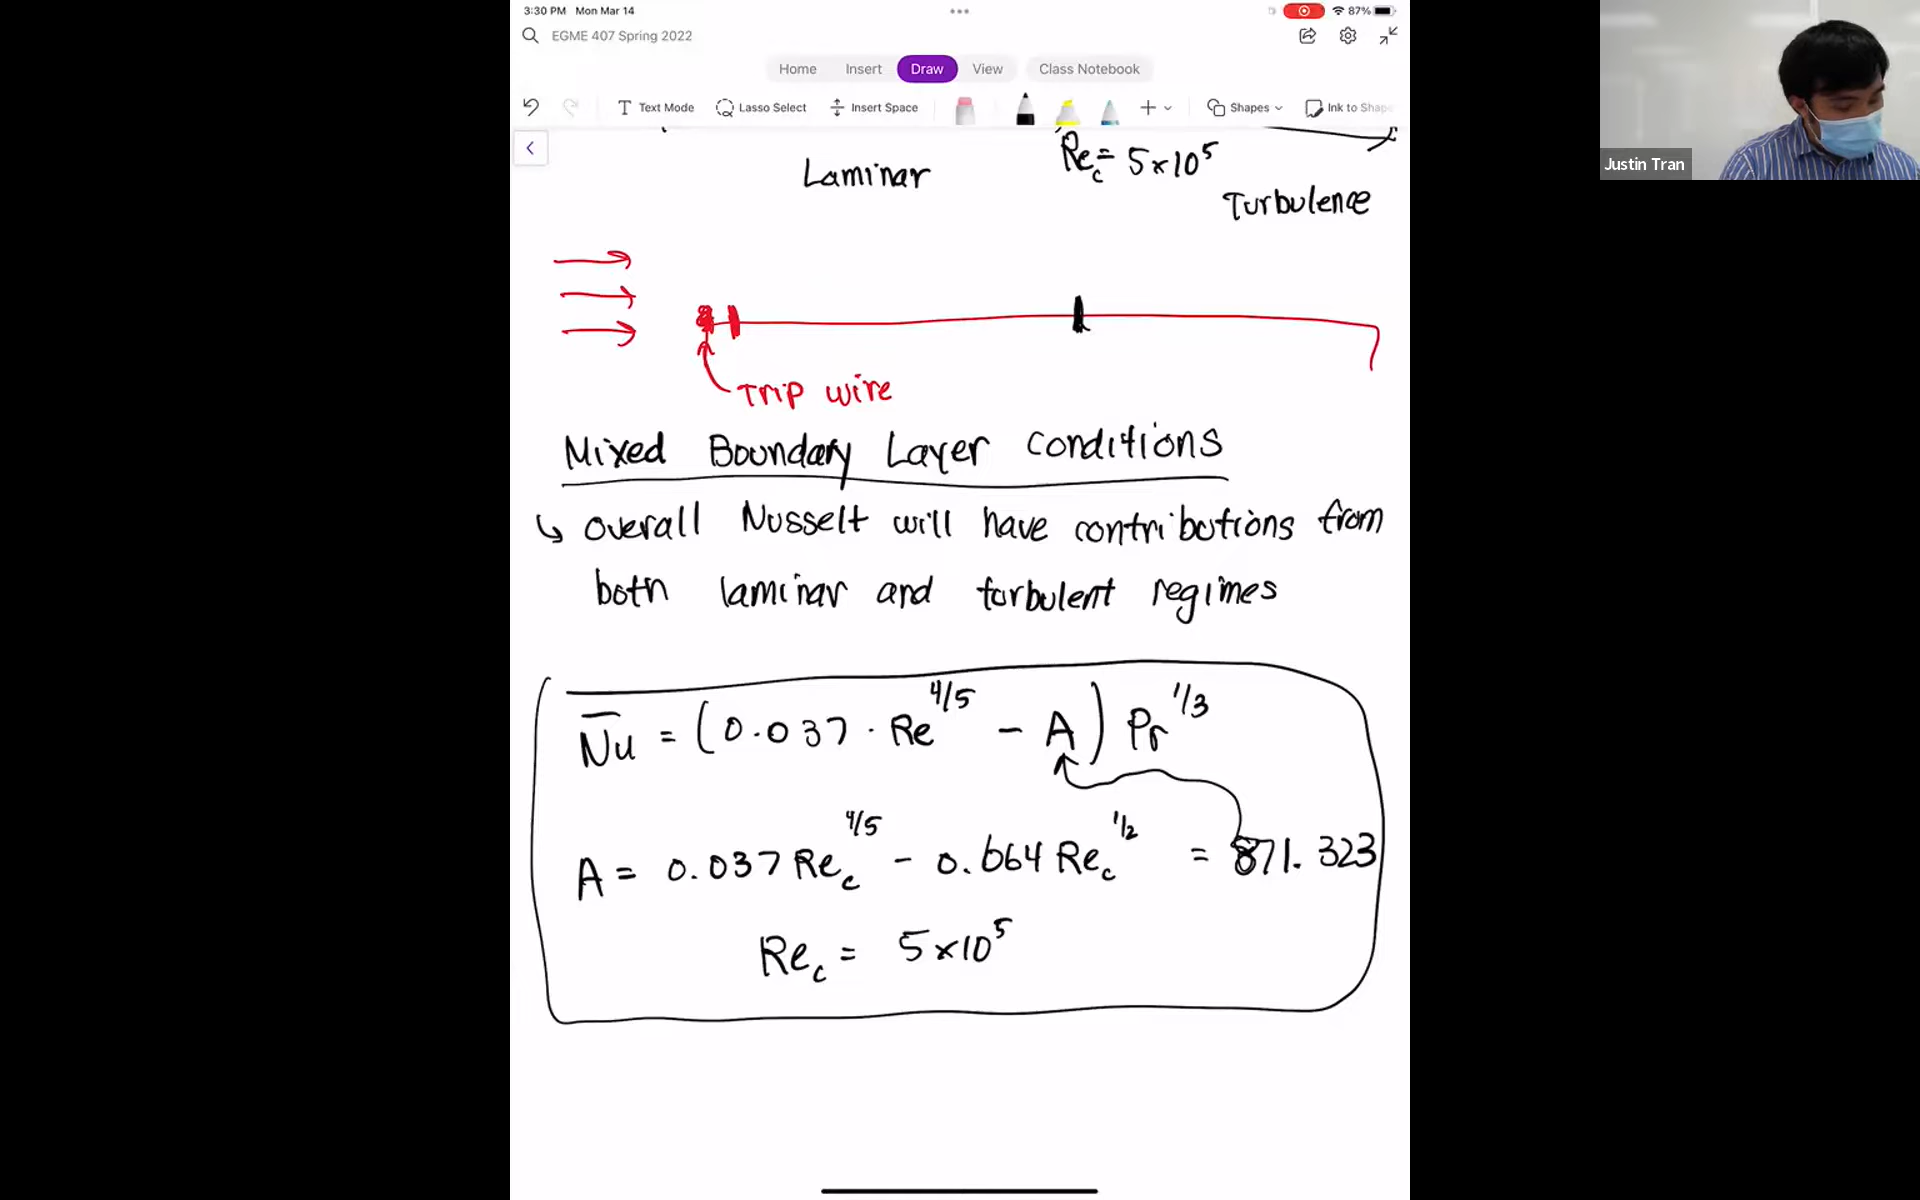 3:30 PM Mon Mar 14
87%
EGME 407 Spring 2022
Home Insert Draw View Class Notebook
Text Mode Lasso Select Insert Space Shapes Ink to Shape
Laminar
Re_c = 5×10^5
Turbulence
Trip wire
Mixed Boundary Layer Conditions
↳ overall Nusselt will have contributions from
both laminar and turbulent regimes
N̅u̅ = (0.037 · Re^4/5 − A) Pr^1/3
A = 0.037 Re_c^4/5 − 0.664 Re_c^1/2 = 871.323
Re_c = 5×10^5
Justin Tran